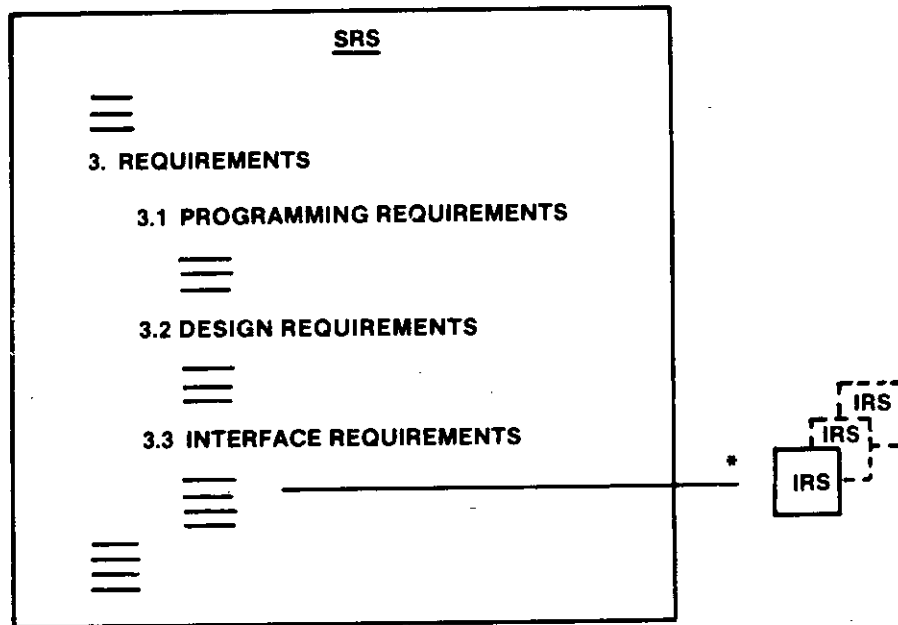 SRS
3. REQUIREMENTS
3.1 PROGRAMMING REQUIREMENTS
3.2 DESIGN REQUIREMENTS
3.3 INTERFACE REQUIREMENTS
*
IRS
IRS
IRS